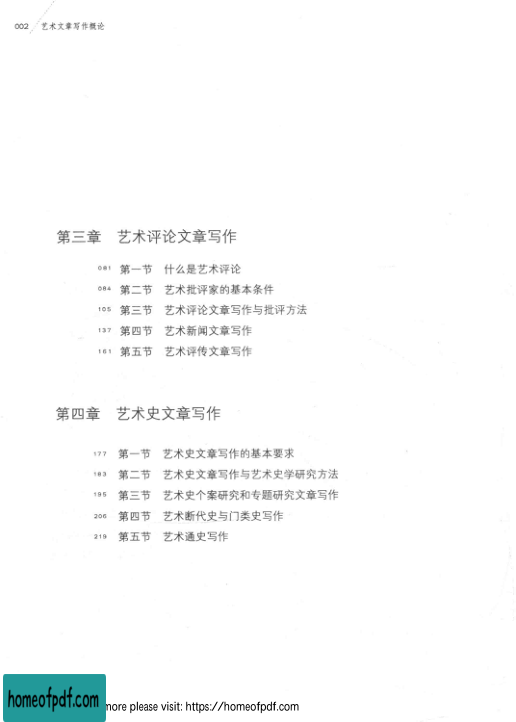 002 艺术文章写作概论
第三章 艺术评论文章写作
081 第一节 什么是艺术评论
084 第二节 艺术批评家的基本条件
105 第三节 艺术评论文章写作与批评方法
137 第四节 艺术新闻文章写作
161 第五节 艺术评传文章写作
第四章 艺术史文章写作
177 第一节 艺术史文章写作的基本要求
183 第二节 艺术史文章写作与艺术史学研究方法
195 第三节 艺术史个案研究和专题研究文章写作
206 第四节 艺术断代史与门类史写作
219 第五节 艺术通史写作
homeofpdf.com more please visit: https://homeofpdf.com